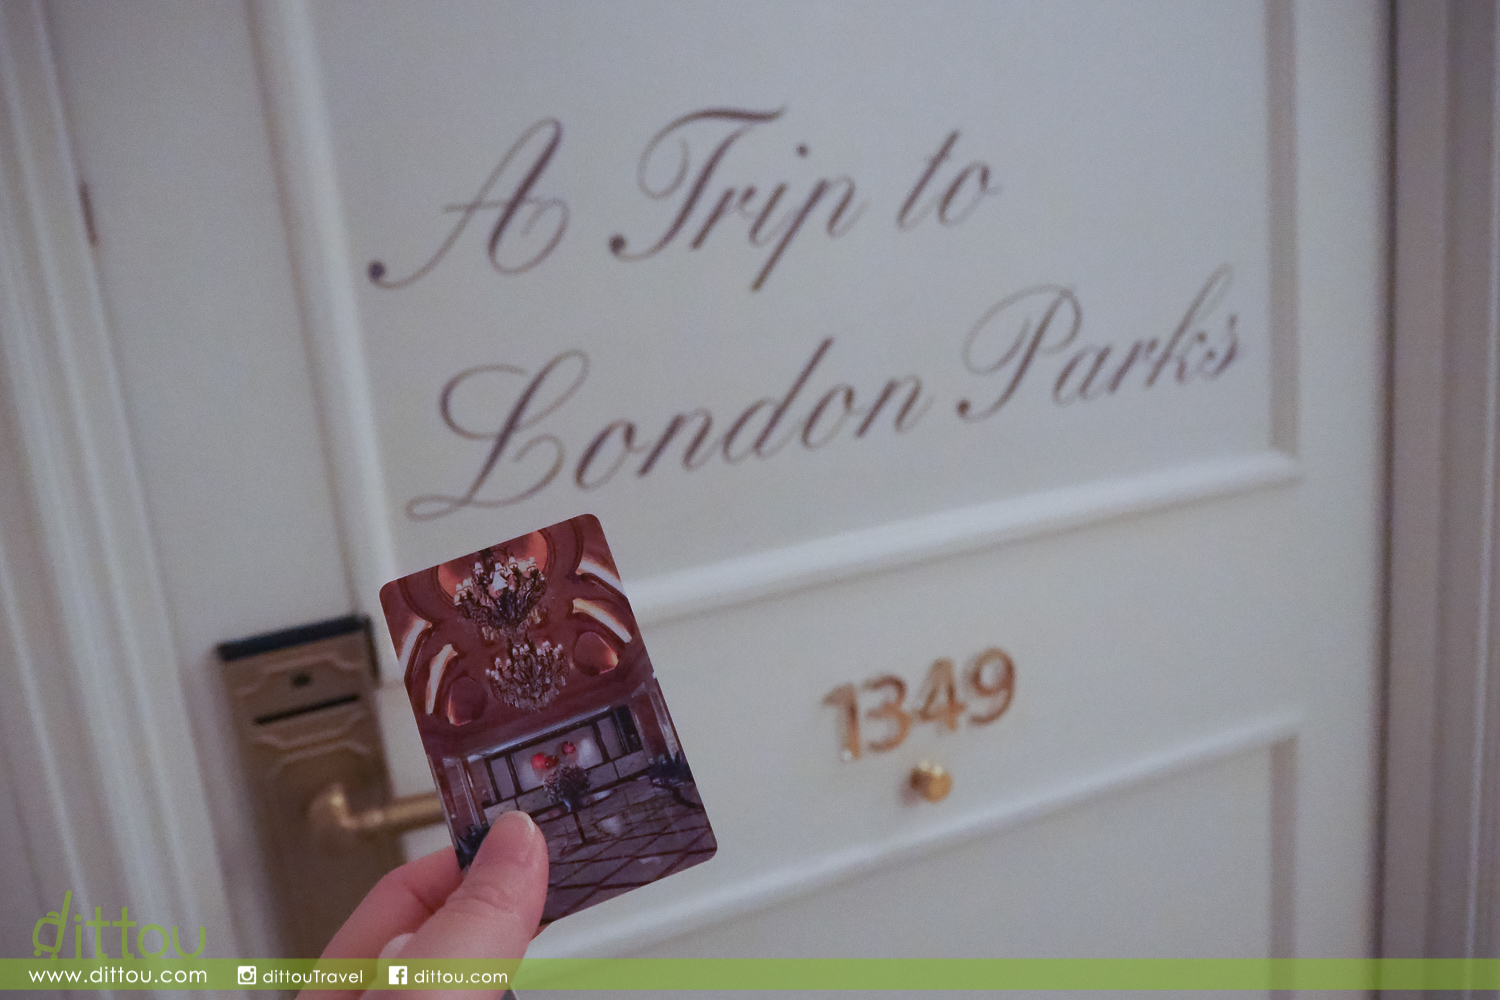 A Trip to
London Parks
1349
dittou
www.dittou.com dittouTravel dittou.com